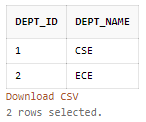 DEPT_ID DEPT_NAME
1 CSE
2 ECE
Download CSV
2 rows selected.